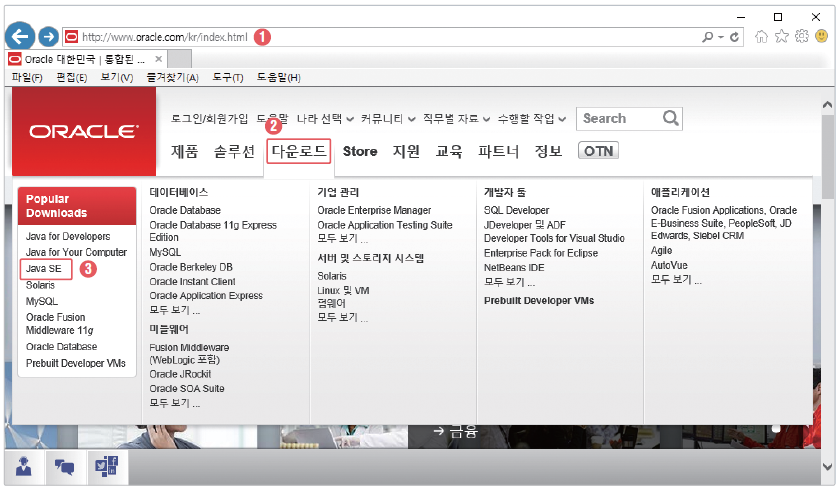 http://www.oracle.com/kr/index.html 1
Oracle 대한민국 | 통합된 ...
파일(F) 편집(E) 보기(V) 즐겨찾기(A) 도구(T) 도움말(H)
ORACLE
로그인/회원가입 도움말 나라 선택 커뮤니티 직무별 자료 수행할 작업 Search
2
제품 솔루션 다운로드 Store 지원 교육 파트너 정보 OTN
Popular
Downloads
Java for Developers
Java for Your Computer
Java SE 3
Solaris
MySQL
Oracle Fusion
Middleware 11g
Oracle Database
Prebuilt Developer VMs
데이터베이스
Oracle Database
Oracle Database 11g Express
Edition
MySQL
Oracle Berkeley DB
Oracle Instant Client
Oracle Application Express
모두 보기 ...
미들웨어
Fusion Middleware
(WebLogic 포함)
Oracle JRockit
Oracle SOA Suite
모두 보기 ...
기업 관리
Oracle Enterprise Manager
Oracle Application Testing Suite
모두 보기 ...
서버 및 스토리지 시스템
Solaris
Linux 및 VM
펌웨어
모두 보기 ...
개발자 툴
SQL Developer
JDeveloper 및 ADF
Developer Tools for Visual Studio
Enterprise Pack for Eclipse
NetBeans IDE
모두 보기 ...
Prebuilt Developer VMs
애플리케이션
Oracle Fusion Applications, Oracle
E-Business Suite, PeopleSoft, JD
Edwards, Siebel CRM
Agile
AutoVue
모두 보기 ...
→ 금융